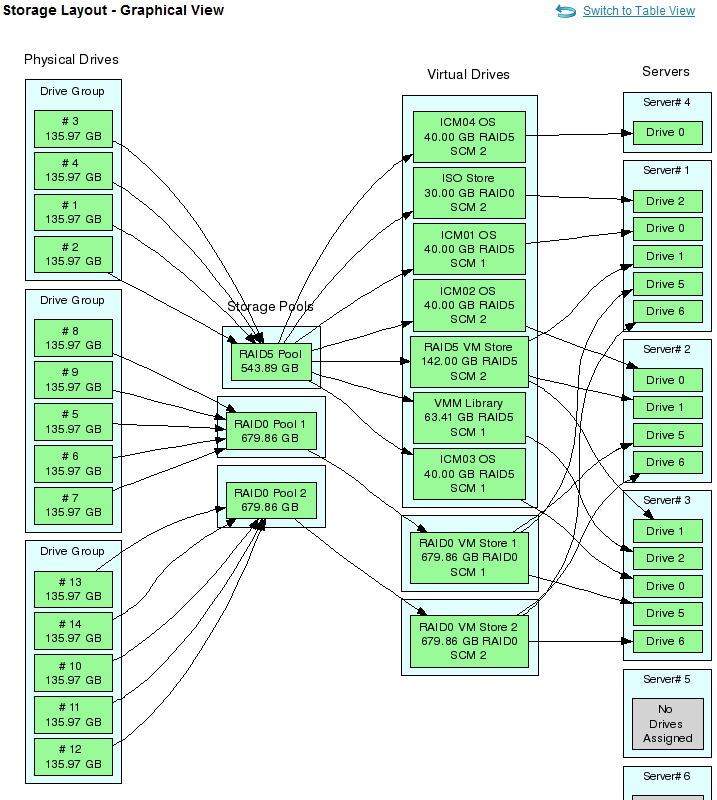 Storage Layout - Graphical View
Switch to Table View
Physical Drives
Drive Group
# 3
135.97 GB
# 4
135.97 GB
# 1
135.97 GB
# 2
135.97 GB
Drive Group
# 8
135.97 GB
# 9
135.97 GB
# 5
135.97 GB
# 6
135.97 GB
# 7
135.97 GB
Drive Group
# 13
135.97 GB
# 14
135.97 GB
# 10
135.97 GB
# 11
135.97 GB
# 12
135.97 GB
Storage Pools
RAID5 Pool
543.89 GB
RAID0 Pool 1
679.86 GB
RAID0 Pool 2
679.86 GB
Virtual Drives
ICM04 OS
40.00 GB RAID5
SCM 2
ISO Store
30.00 GB RAID0
SCM 2
ICM01 OS
40.00 GB RAID5
SCM 1
ICM02 OS
40.00 GB RAID5
SCM 2
RAID5 VM Store
142.00 GB RAID5
SCM 2
VMM Library
63.41 GB RAID5
SCM 1
ICM03 OS
40.00 GB RAID5
SCM 1
RAID0 VM Store 1
679.86 GB RAID0
SCM 1
RAID0 VM Store 2
679.86 GB RAID0
SCM 2
Servers
Server# 4
Drive 0
Server# 1
Drive 2
Drive 0
Drive 1
Drive 5
Drive 6
Server# 2
Drive 0
Drive 1
Drive 5
Drive 6
Server# 3
Drive 1
Drive 2
Drive 0
Drive 5
Drive 6
Server# 5
No
Drives
Assigned
Server# 6